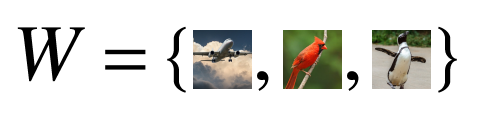 W = { , , }